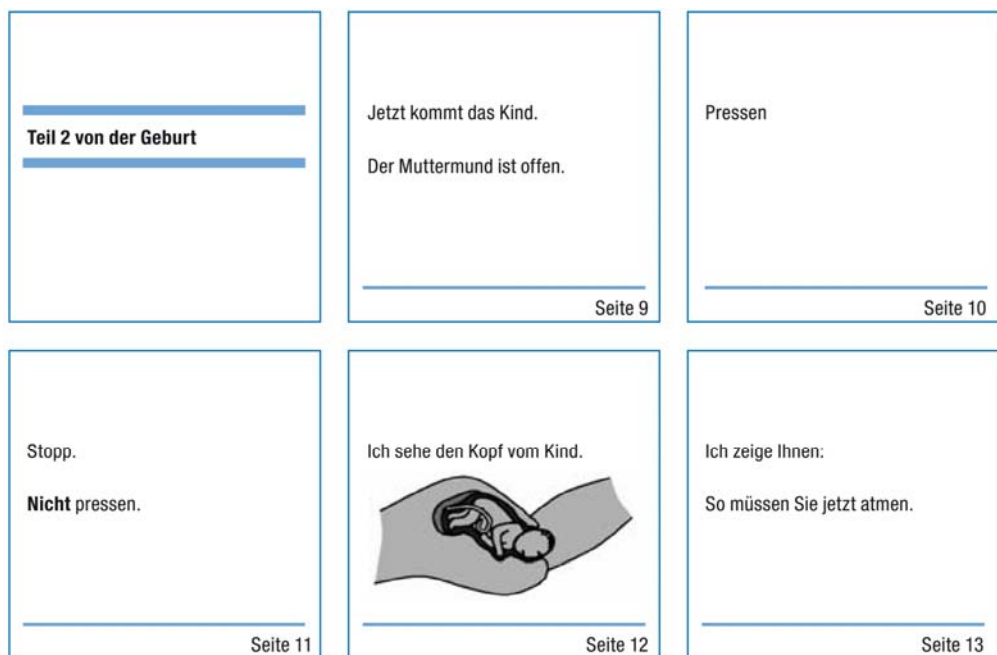 Teil 2 von der Geburt
Jetzt kommt das Kind.
Der Muttermund ist offen.
Seite 9
Pressen
Seite 10
Stopp.
Nicht pressen.
Seite 11
Ich sehe den Kopf vom Kind.
Seite 12
Ich zeige Ihnen:
So müssen Sie jetzt atmen.
Seite 13